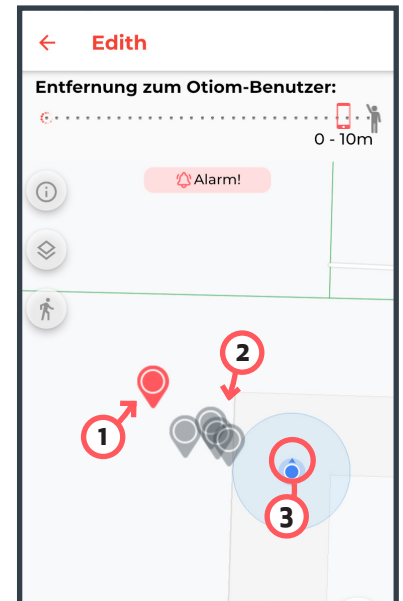 Edith
Entfernung zum Otiom-Benutzer:
0 - 10m
Alarm!
2
1
3